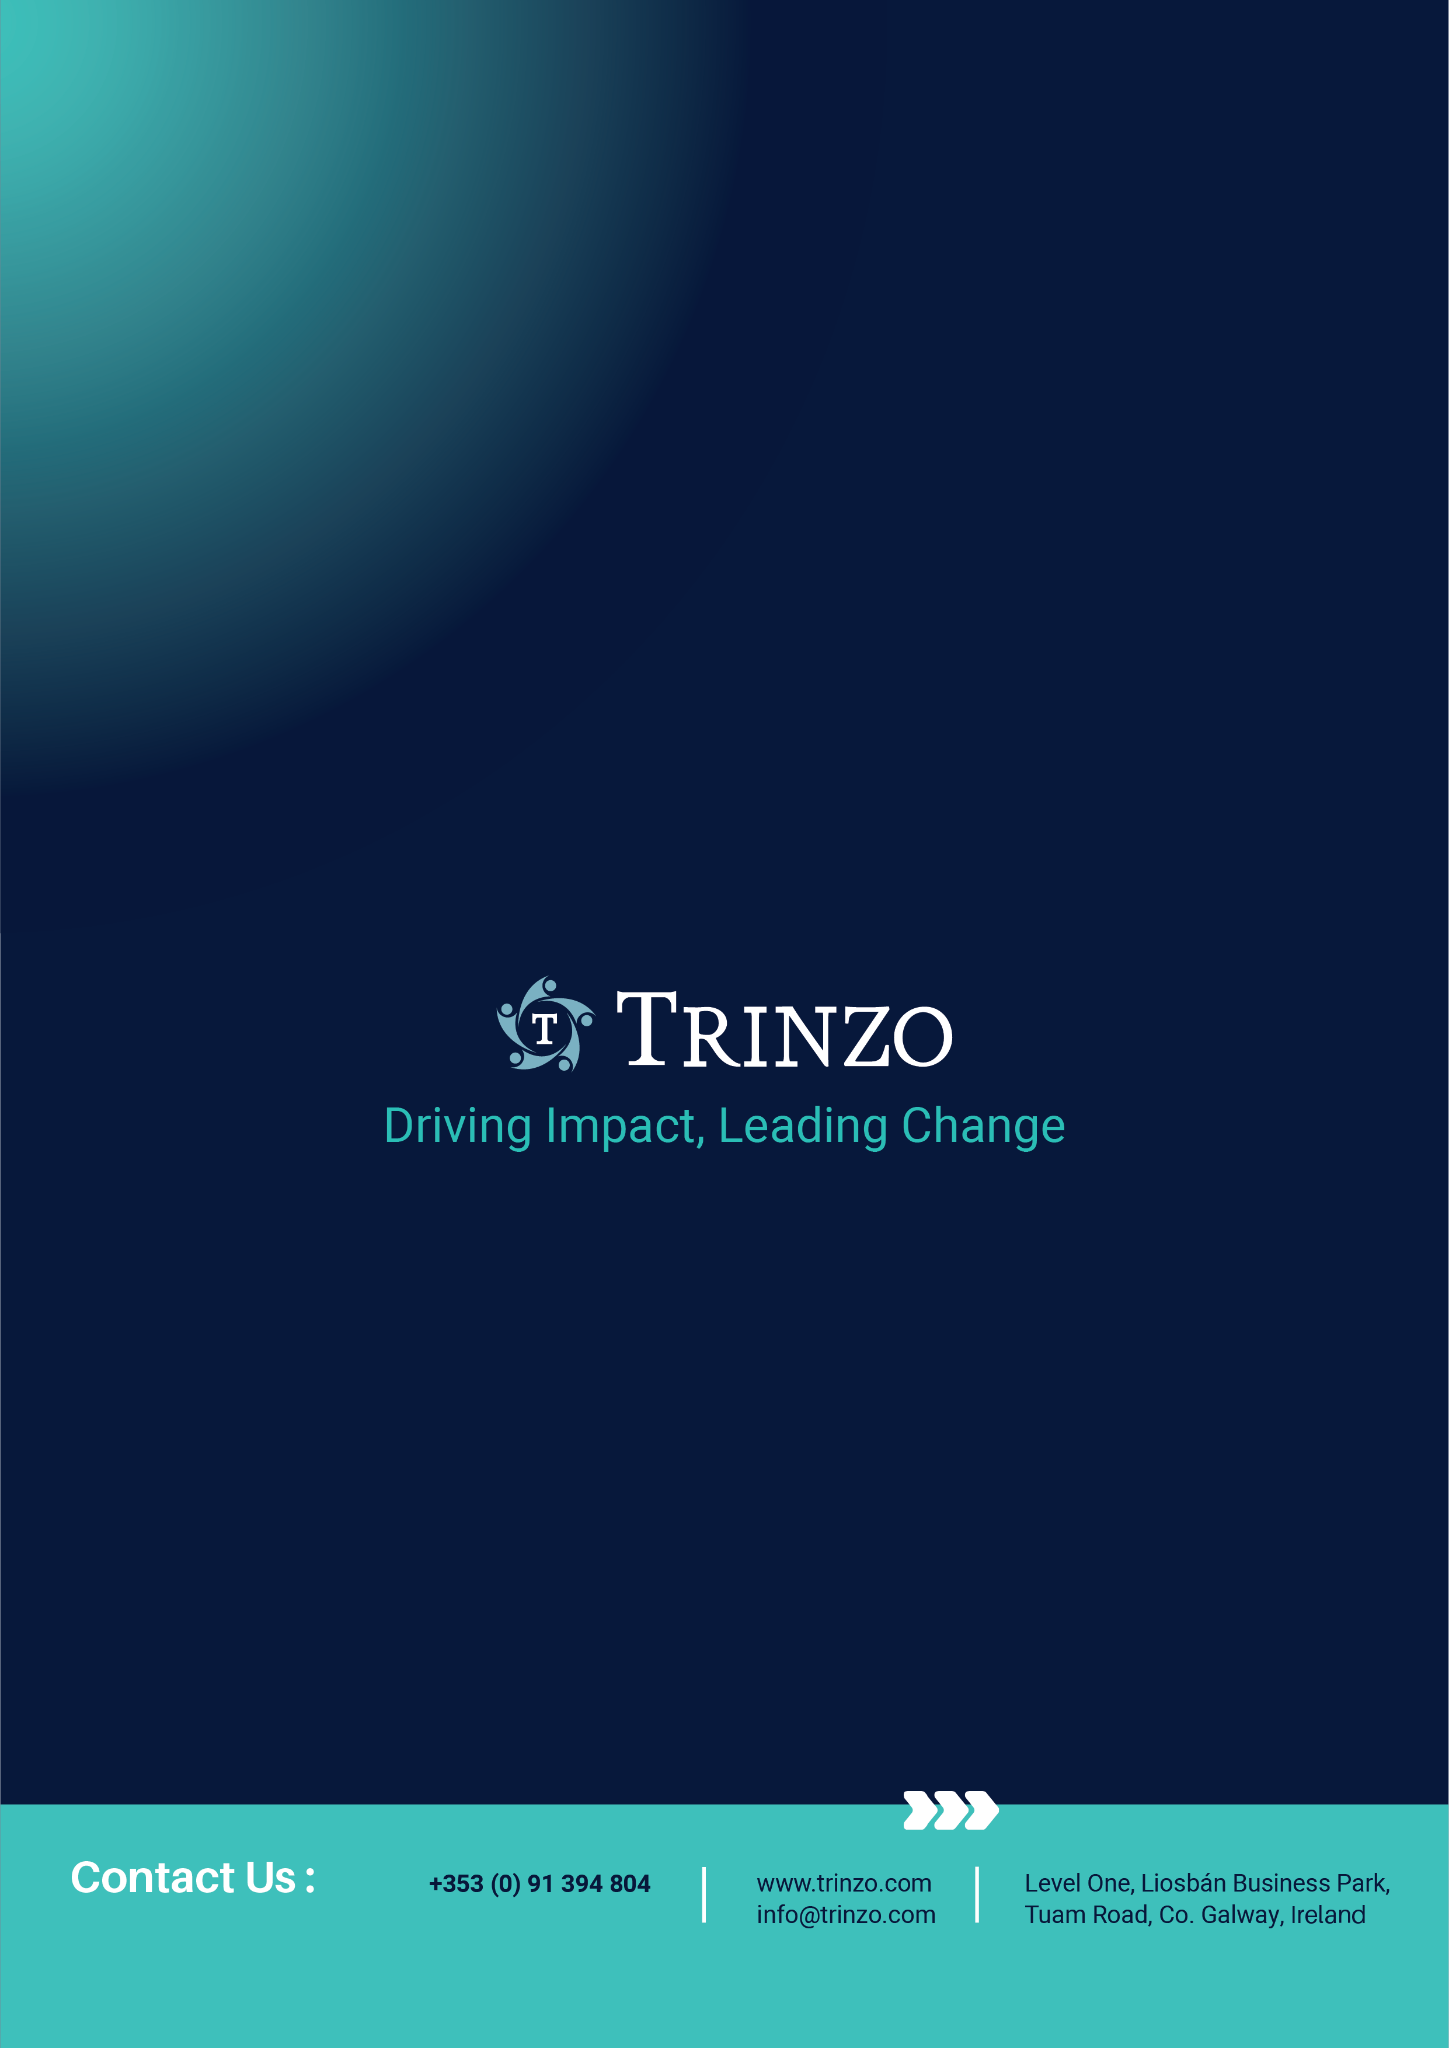 T TRINZO
Driving Impact, Leading Change
Contact Us :
+353 (0) 91 394 804
www.trinzo.com
info@trinzo.com
Level One, Liosbán Business Park,
Tuam Road, Co. Galway, Ireland